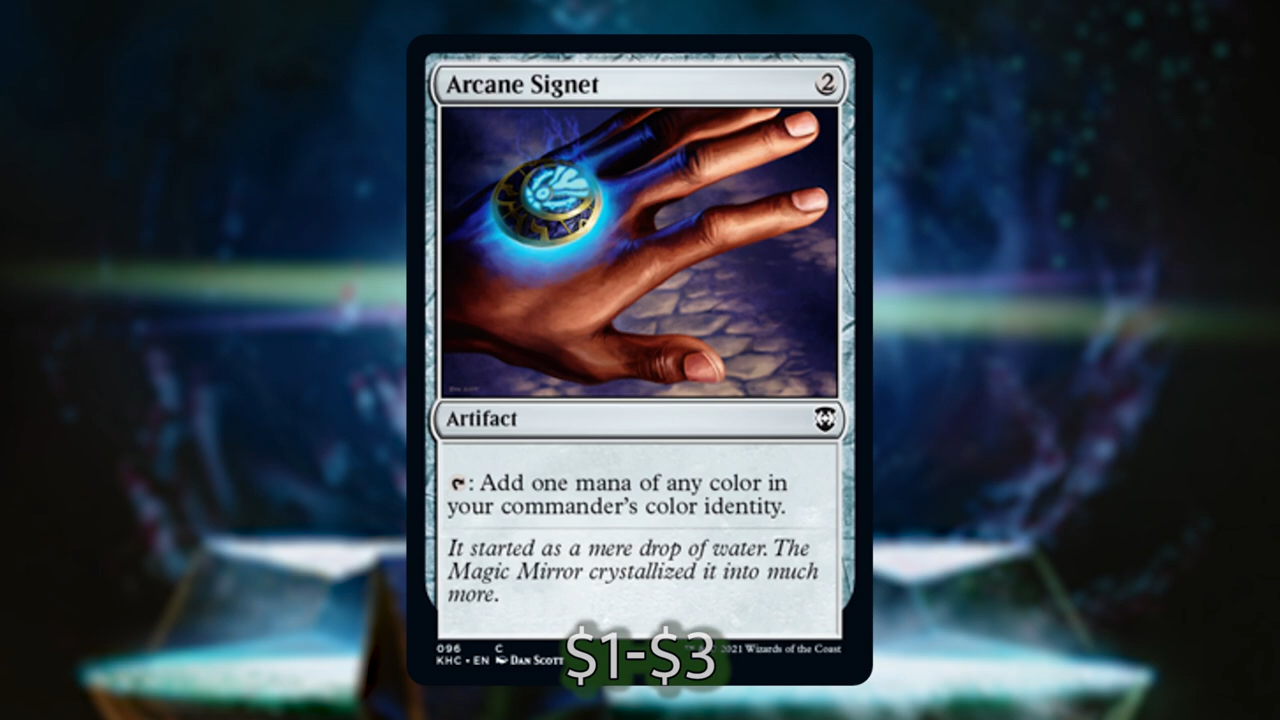 Arcane Signet 2
Artifact
: Add one mana of any color in
your commander's color identity.
It started as a mere drop of water. The
Magic Mirror crystallized it into much
more.
096 C
KHC • EN DAN SCOTT
2021 Wizards of the Coast
$1-$3